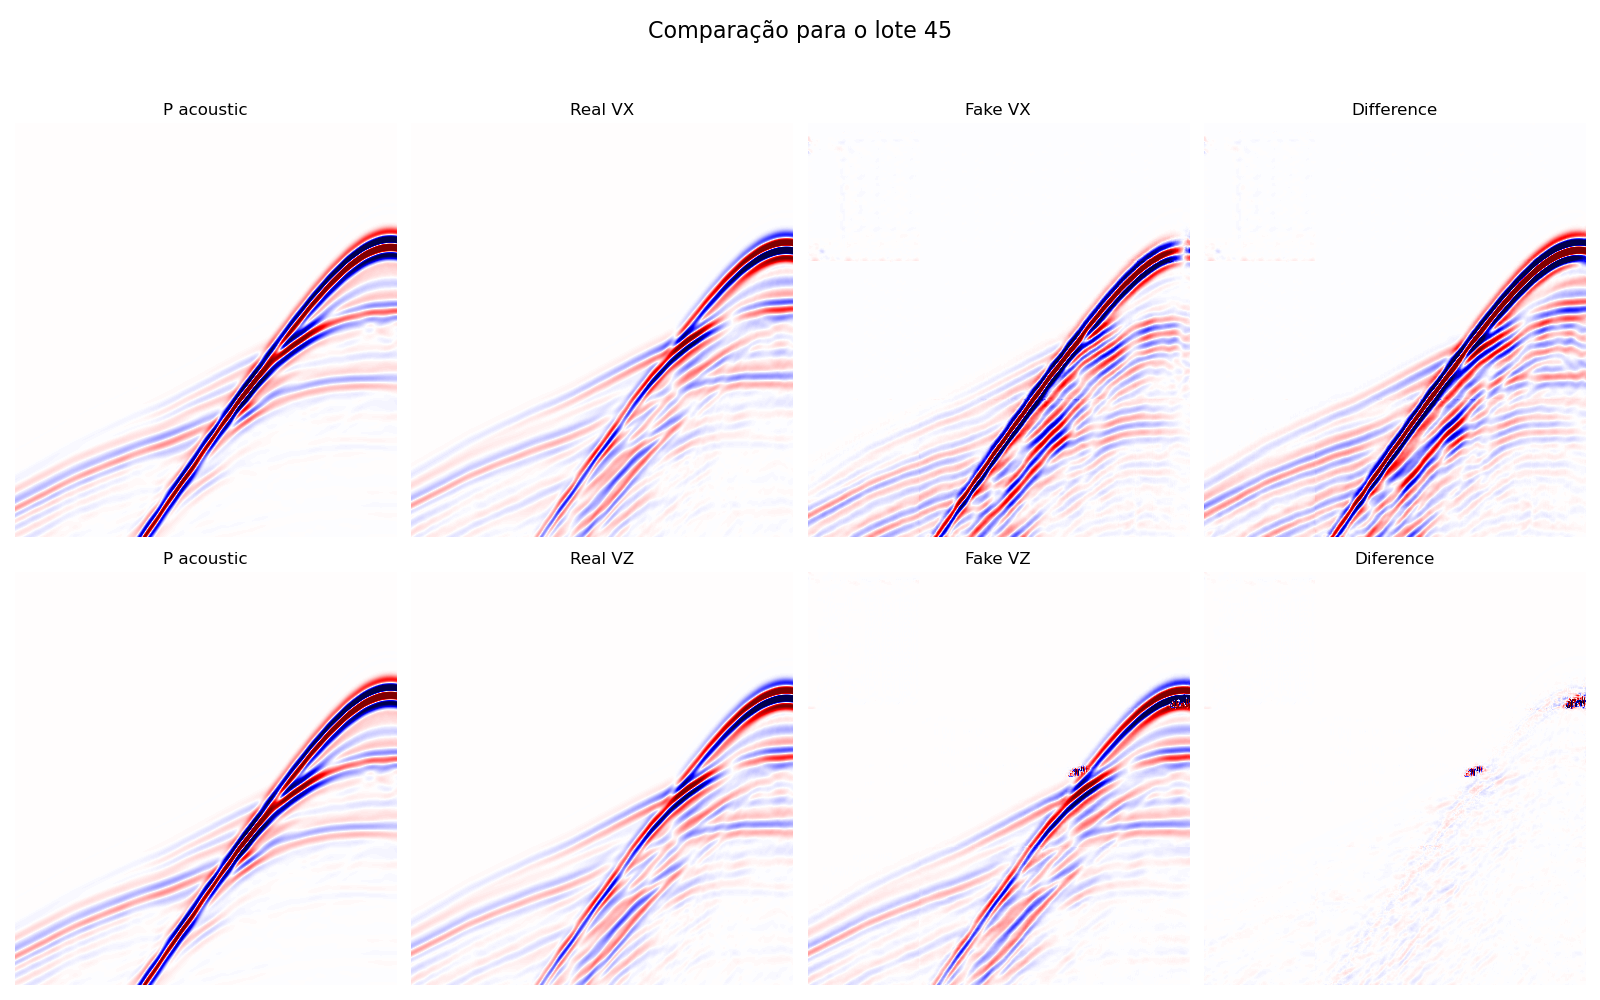 Comparação para o lote 45
P acoustic
Real VX
Fake VX
Difference
P acoustic
Real VZ
Fake VZ
Diference